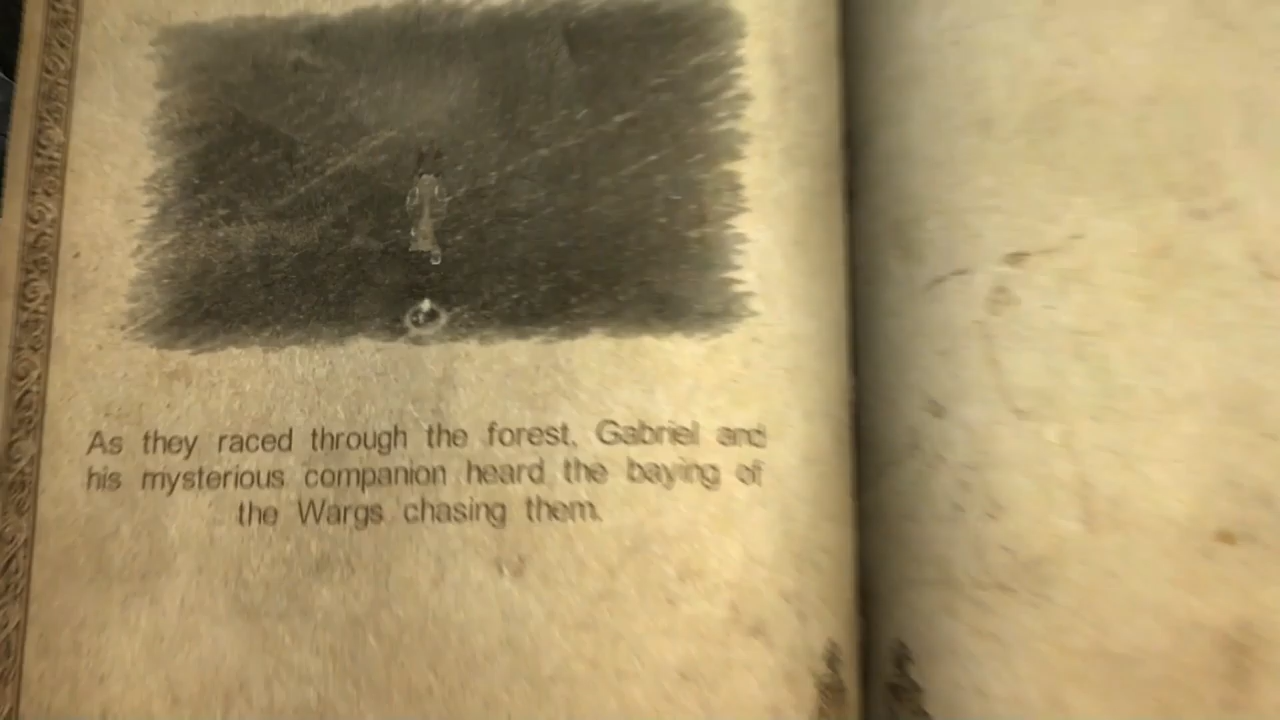 As they raced through the forest, Gabriel and
his mysterious companion heard the baying of
the Wargs chasing them.